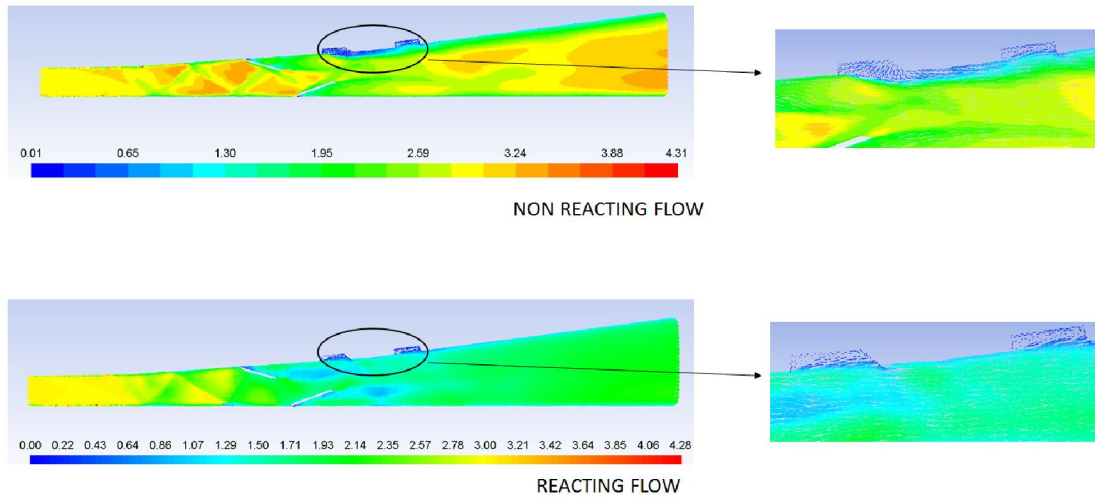 0.01 0.65 1.30 1.95 2.59 3.24 3.88 4.31
NON REACTING FLOW
0.00 0.22 0.43 0.64 0.86 1.07 1.29 1.50 1.71 1.93 2.14 2.35 2.57 2.78 3.00 3.21 3.42 3.64 3.85 4.06 4.28
REACTING FLOW